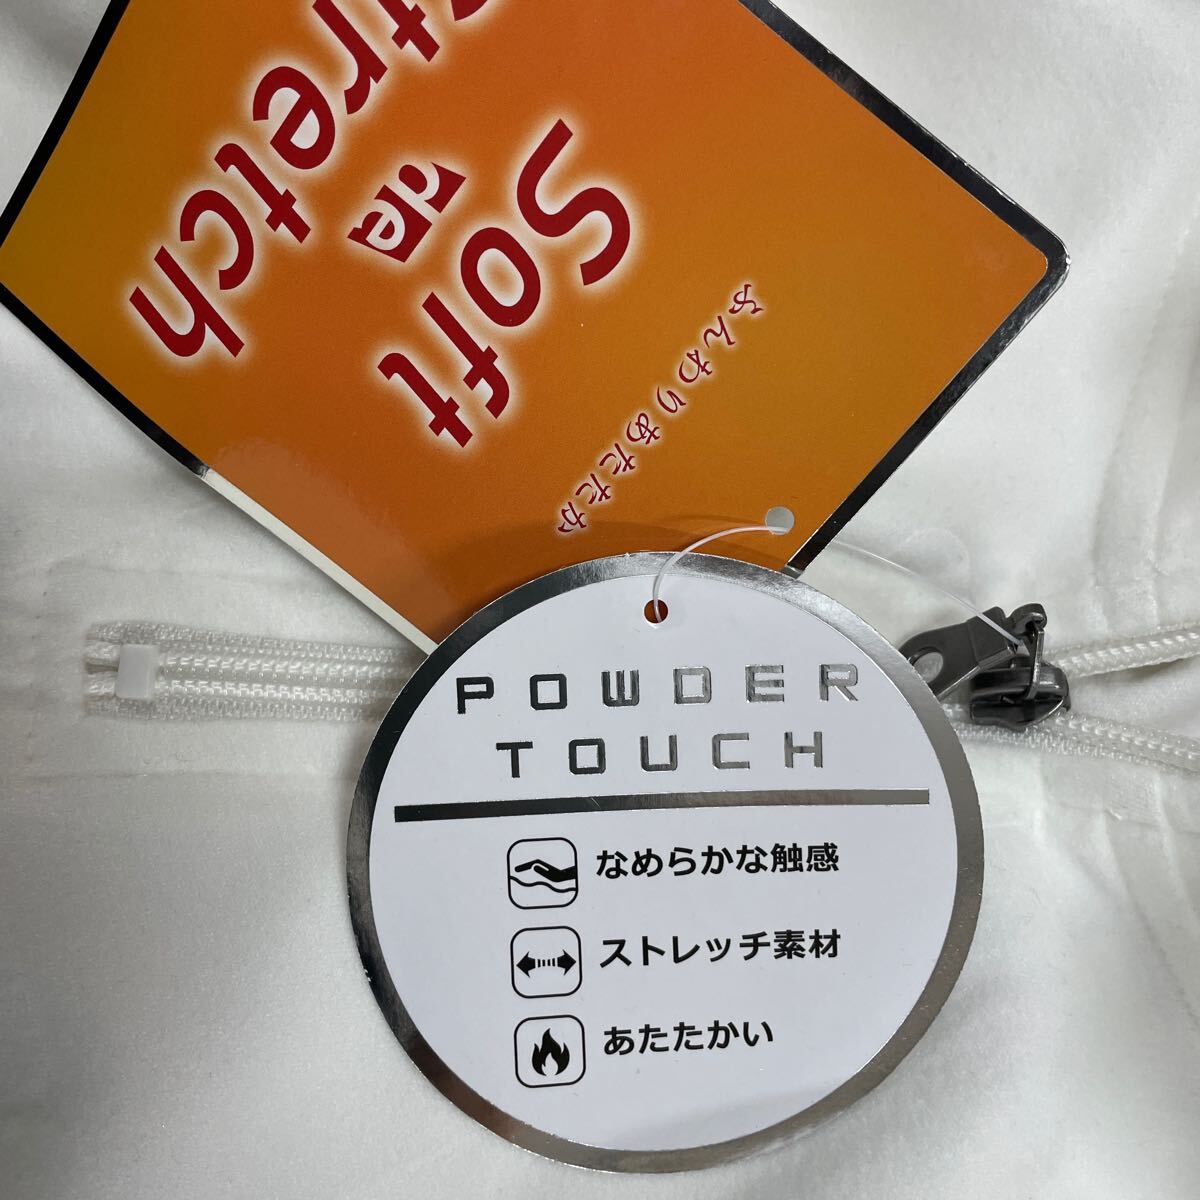 Soft
de
Stretch
ふんわりあたたか
POWDER
TOUCH
なめらかな触感
ストレッチ素材
あたたかい